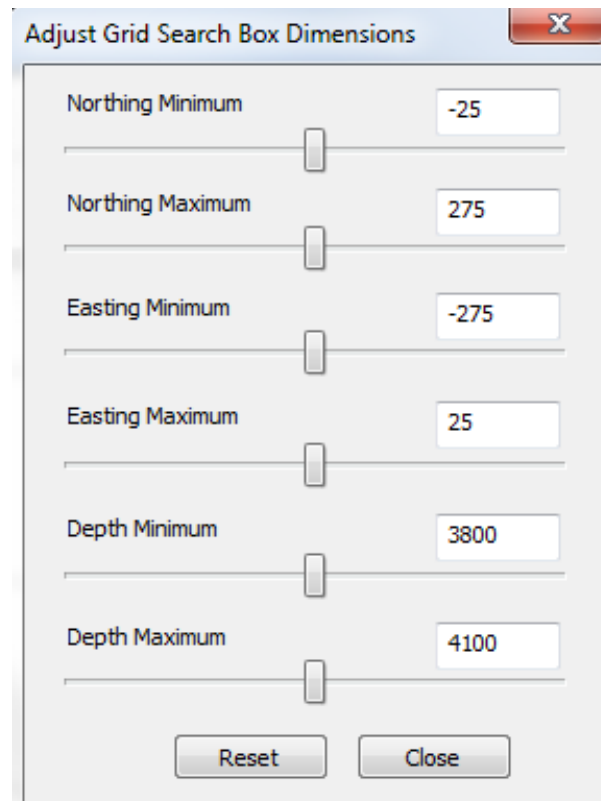 Adjust Grid Search Box Dimensions
Northing Minimum -25
Northing Maximum 275
Easting Minimum -275
Easting Maximum 25
Depth Minimum 3800
Depth Maximum 4100
Reset Close